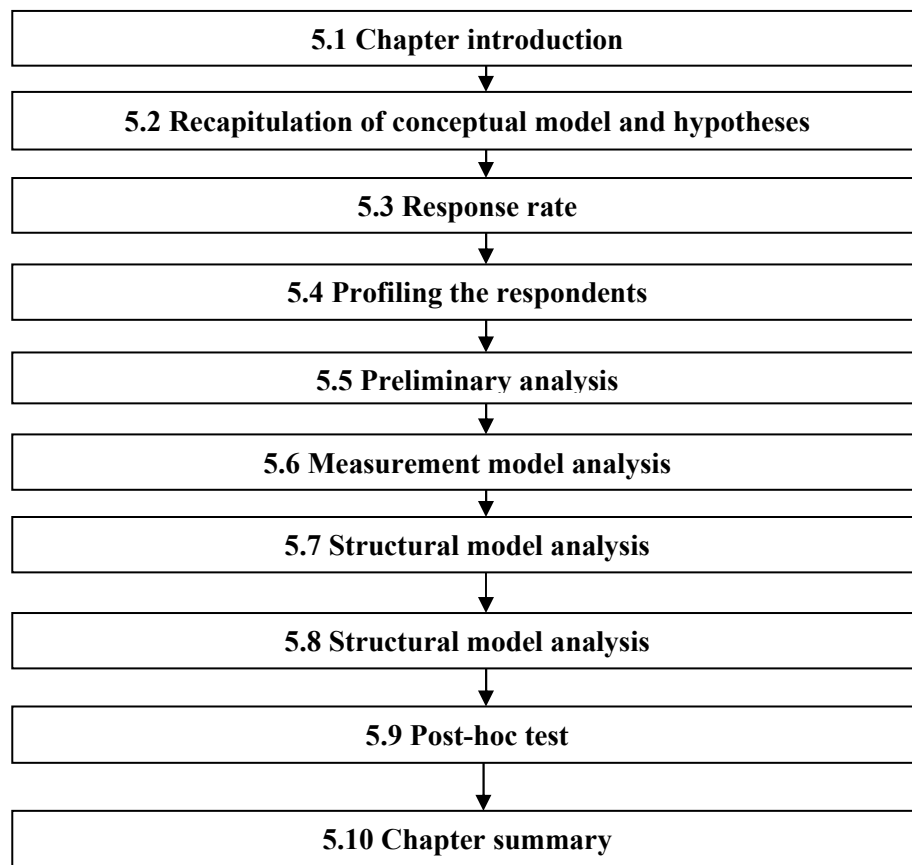 5.1 Chapter introduction
5.2 Recapitulation of conceptual model and hypotheses
5.3 Response rate
5.4 Profiling the respondents
5.5 Preliminary analysis
5.6 Measurement model analysis
5.7 Structural model analysis
5.8 Structural model analysis
5.9 Post-hoc test
5.10 Chapter summary